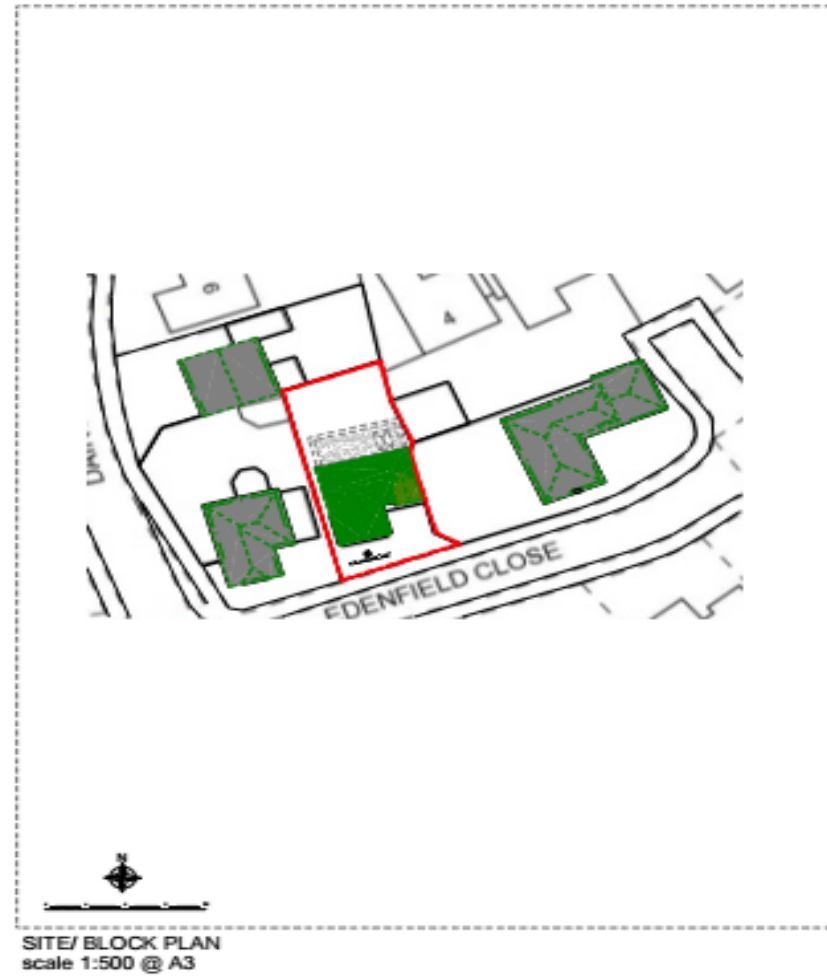 9
4
EDENFIELD CLOSE
N
SITE/ BLOCK PLAN
scale 1:500 @ A3